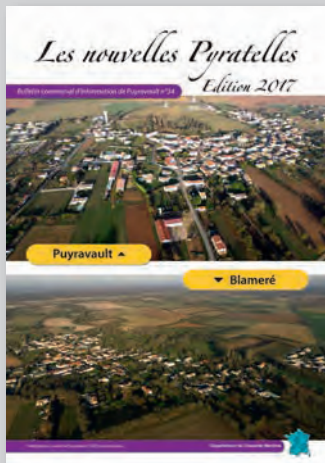 Les nouvelles Pyratelles
Edition 2017
Bulletin communal d'information de Puyravault n°34
Puyravault
Blameré
Département de Charente Maritime